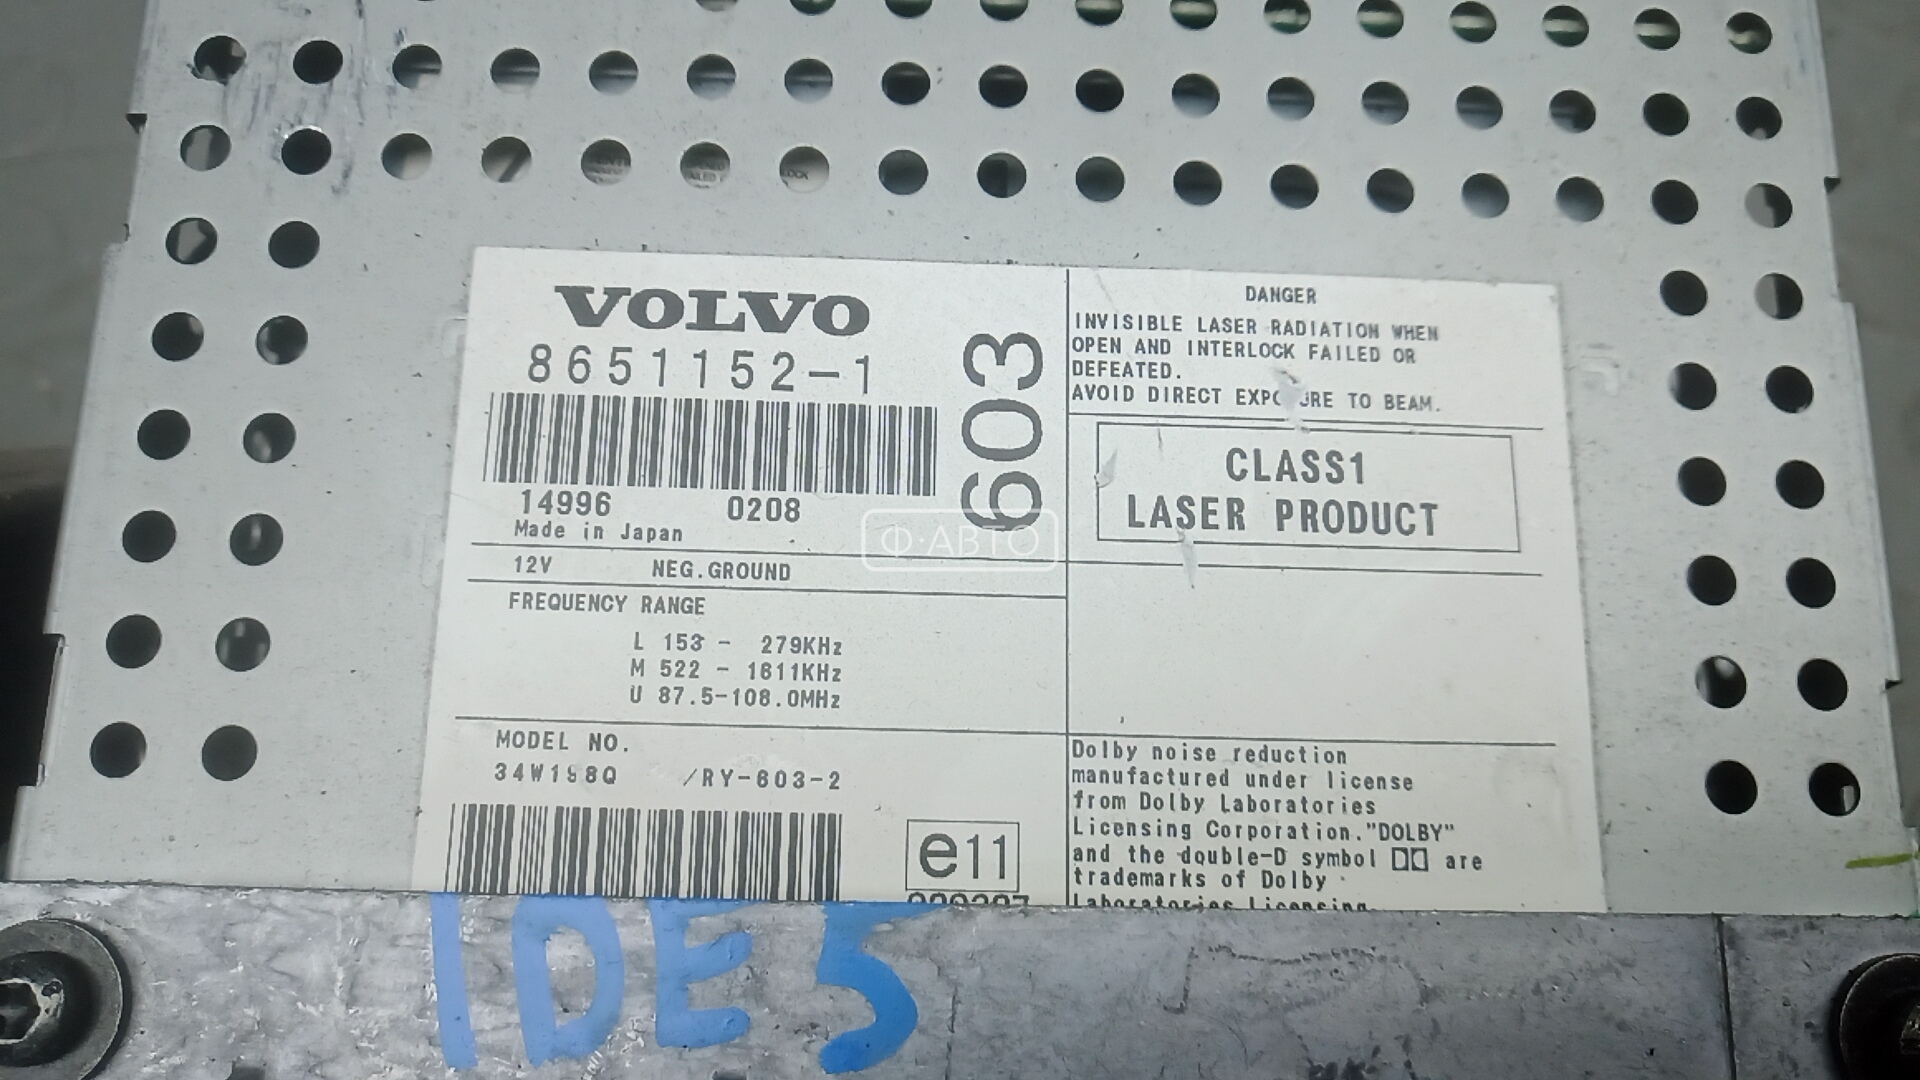 VOLVO
8651152-1
603
14996 0208
Made in Japan
12V NEG.GROUND
FREQUENCY RANGE
L 153 - 279KHz
M 522 - 1611KHz
U 87.5-108.0MHz
MODEL NO.
34W198Q /RY-603-2
e11
DANGER
INVISIBLE LASER RADIATION WHEN
OPEN AND INTERLOCK FAILED OR
DEFEATED.
AVOID DIRECT EXPOSURE TO BEAM.
CLASS1
LASER PRODUCT
Ф·АВТО
Dolby noise reduction
manufactured under license
from Dolby Laboratories
Licensing Corporation."DOLBY"
and the double-D symbol are
trademarks of Dolby
Laboratories Licensing
IDE5